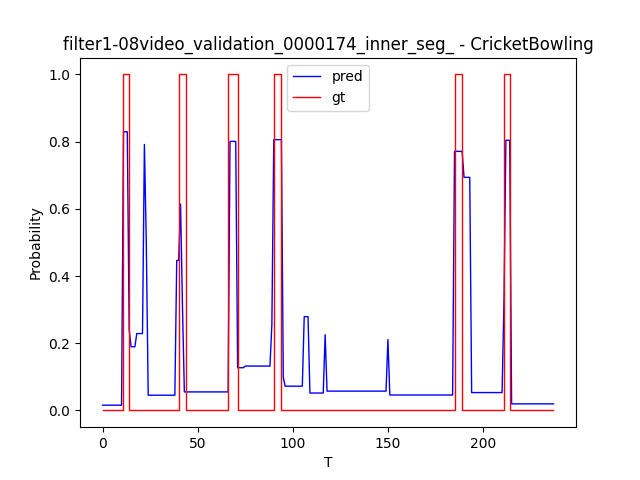 filter1-08video_validation_0000174_inner_seg_ - CricketBowling
pred
gt
1.0
0.8
0.6
0.4
0.2
0.0
Probability
0
50
100
150
200
T